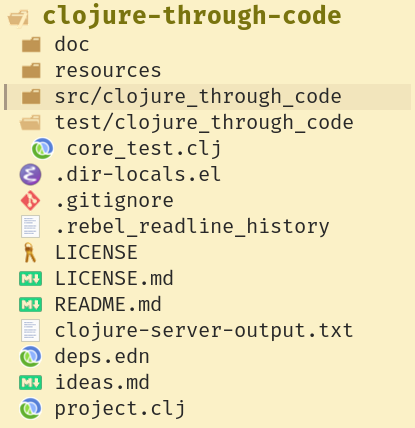 clojure-through-code
doc
resources
src/clojure_through_code
test/clojure_through_code
core_test.clj
.dir-locals.el
.gitignore
.rebel_readline_history
LICENSE
M↓ LICENSE.md
M↓ README.md
clojure-server-output.txt
deps.edn
M↓ ideas.md
project.clj